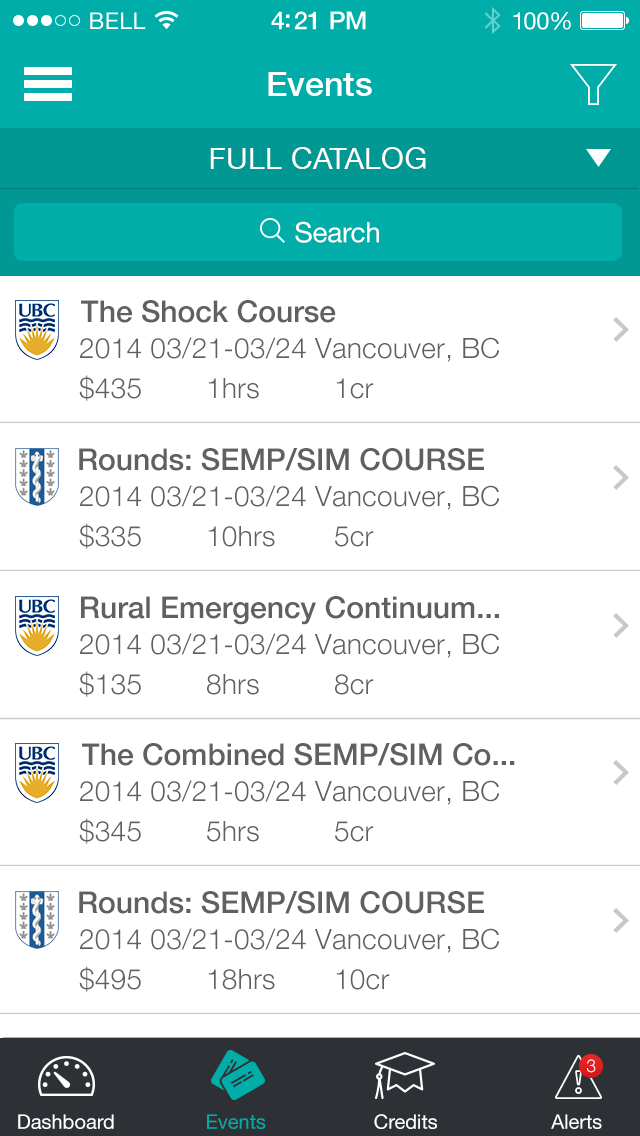 BELL 4:21 PM 100%
Events
FULL CATALOG
Search
UBC The Shock Course
2014 03/21-03/24 Vancouver, BC
$435 1hrs 1cr
Rounds: SEMP/SIM COURSE
2014 03/21-03/24 Vancouver, BC
$335 10hrs 5cr
UBC Rural Emergency Continuum...
2014 03/21-03/24 Vancouver, BC
$135 8hrs 8cr
UBC The Combined SEMP/SIM Co...
2014 03/21-03/24 Vancouver, BC
$345 5hrs 5cr
Rounds: SEMP/SIM COURSE
2014 03/21-03/24 Vancouver, BC
$495 18hrs 10cr
3
Dashboard Events Credits Alerts